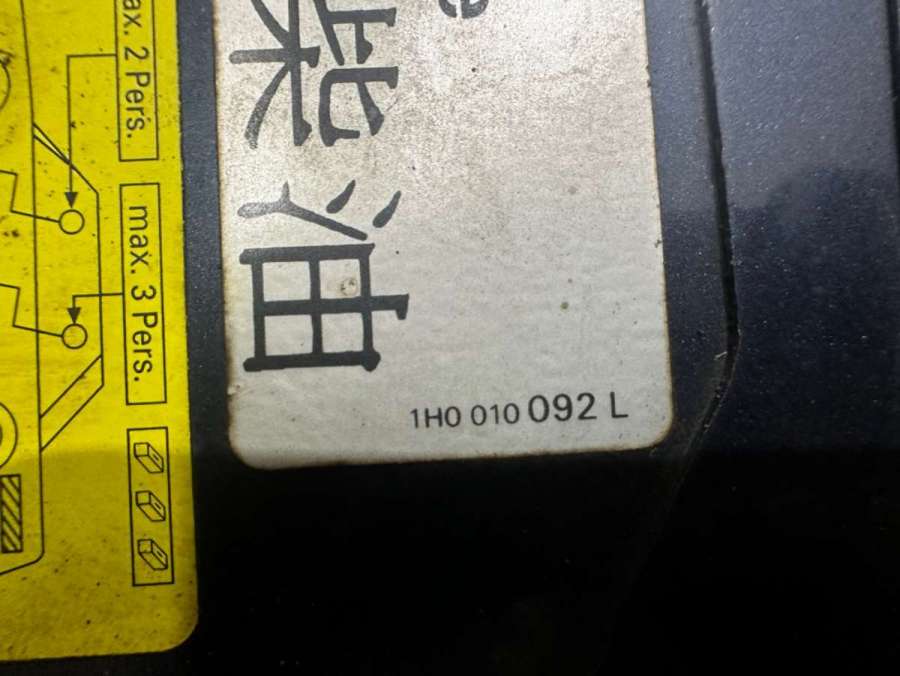 ax. 2 Pers.
max. 3 Pers.
柴油
1H0 010 092 L